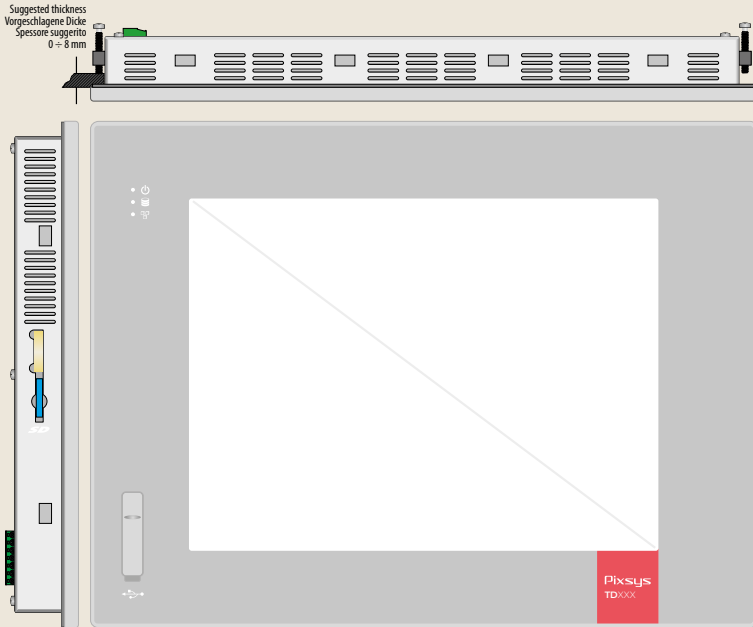 Suggested thickness
Vorgeschlagene Dicke
Spessore suggerito
0 ÷ 8 mm
SD
Pixsys
TDXXX